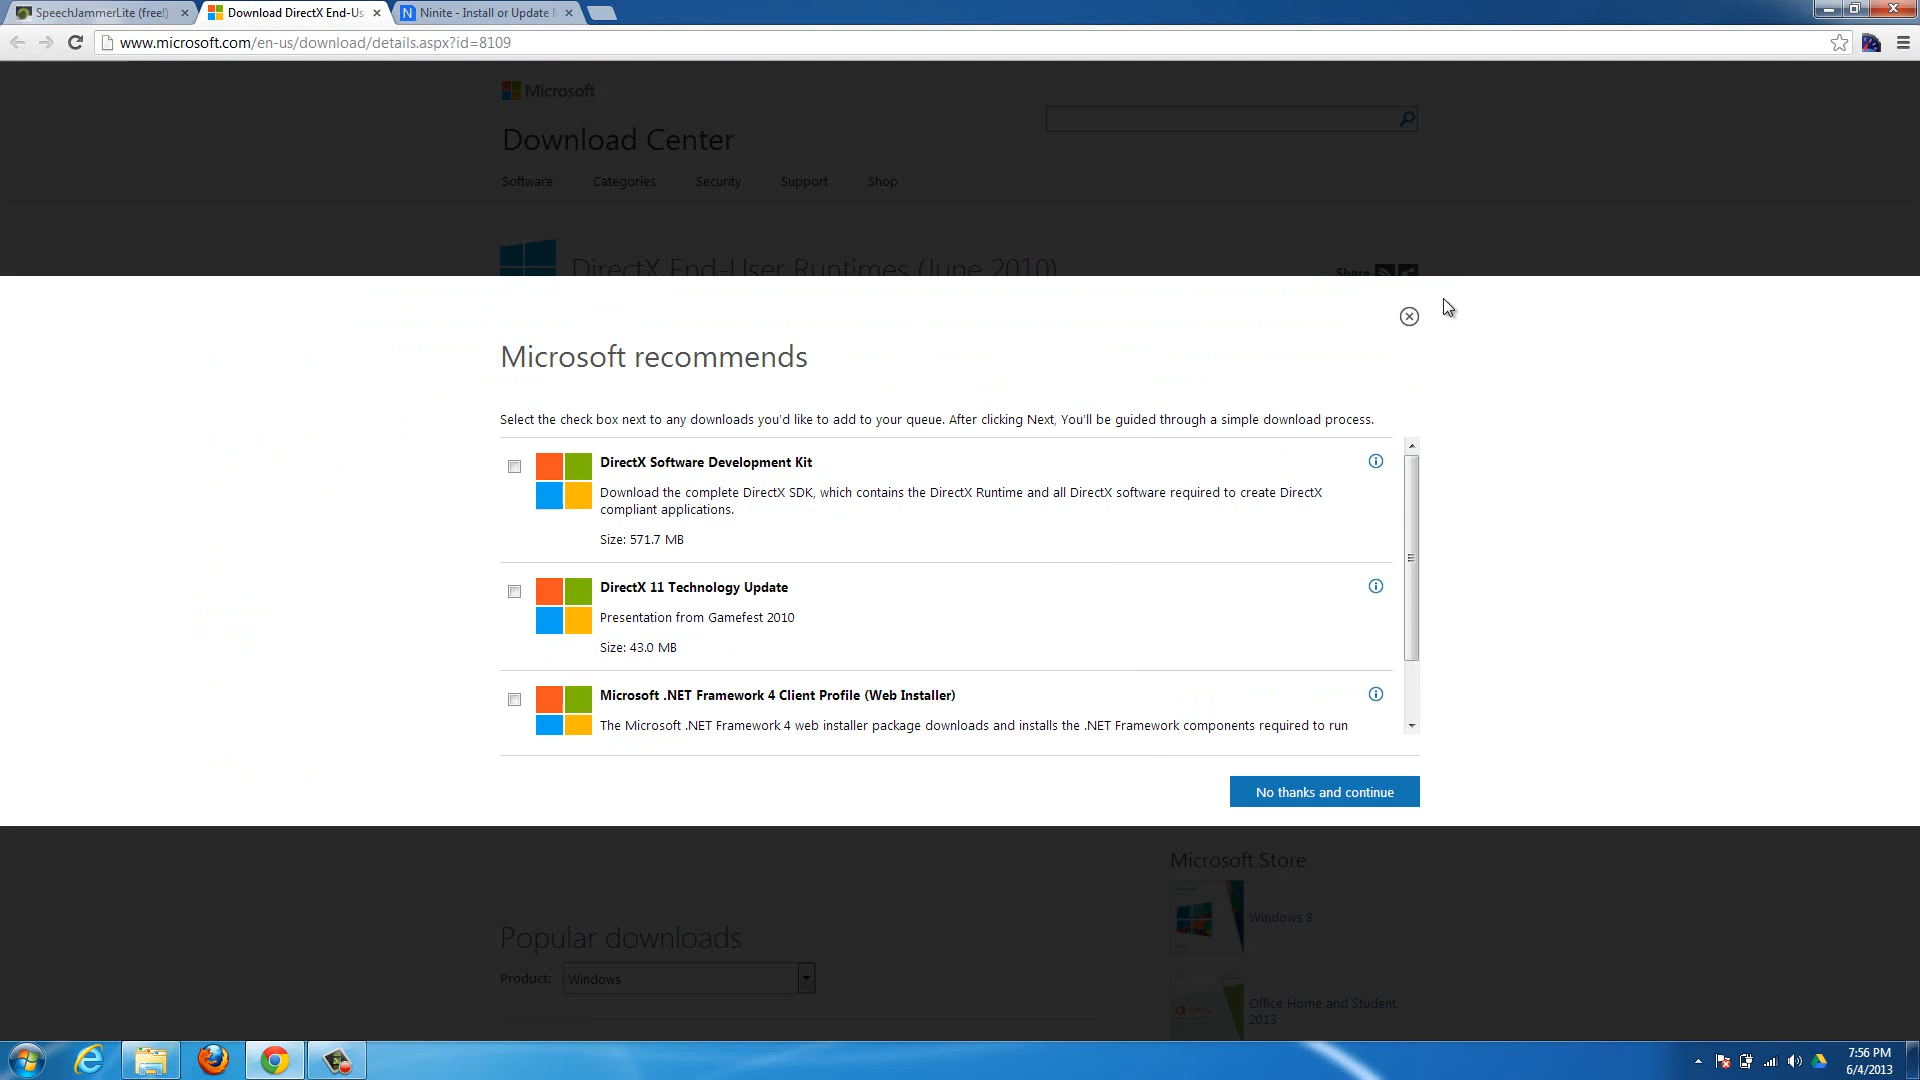 SpeechJammerLite (free!)
Download DirectX End-Us
Ninite - Install or Update
www.microsoft.com/en-us/download/details.aspx?id=8109
Microsoft
Download Center
Software Categories Security Support Shop
DirectX End-User Runtimes (June 2010)
Share
Microsoft recommends
Select the check box next to any downloads you'd like to add to your queue. After clicking Next, You'll be guided through a simple download process.
DirectX Software Development Kit
Download the complete DirectX SDK, which contains the DirectX Runtime and all DirectX software required to create DirectX
compliant applications.
Size: 571.7 MB
DirectX 11 Technology Update
Presentation from Gamefest 2010
Size: 43.0 MB
Microsoft .NET Framework 4 Client Profile (Web Installer)
The Microsoft .NET Framework 4 web installer package downloads and installs the .NET Framework components required to run
No thanks and continue
Microsoft Store
Windows 8
Popular downloads
Product: Windows
Office Home and Student
2013
7:56 PM
6/4/2013